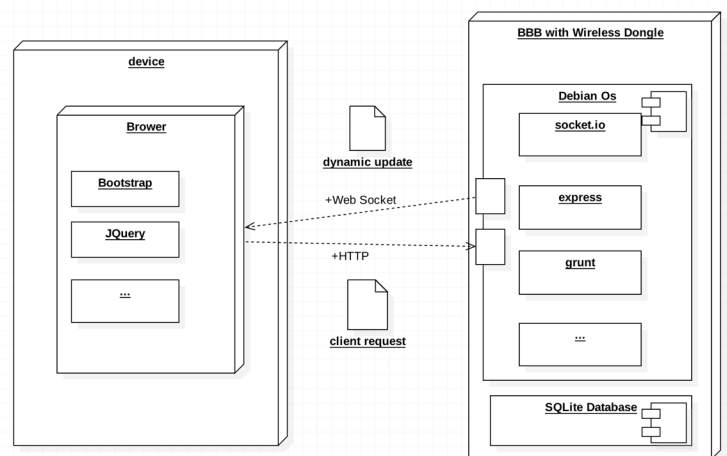 BBB with Wireless Dongle
device
Debian Os
socket.io
Brower
dynamic update
Bootstrap
+Web Socket
express
JQuery
+HTTP
grunt
...
client request
...
SQLite Database